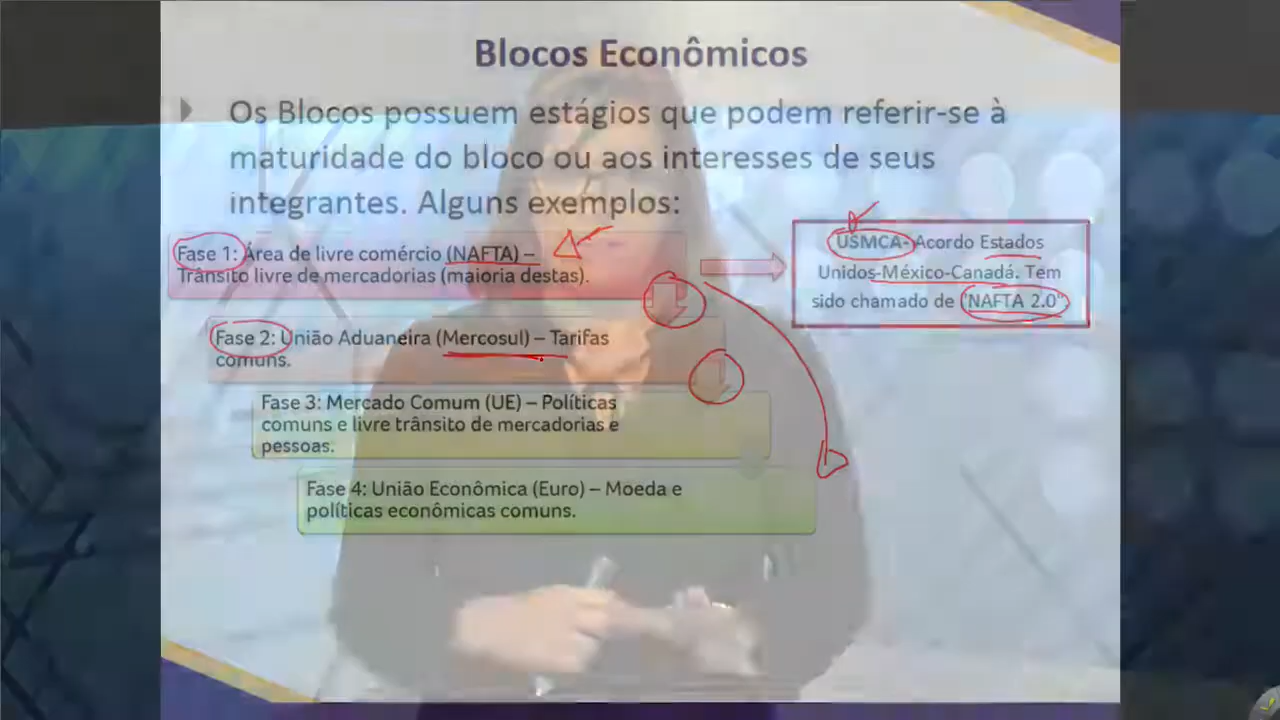 Blocos Econômicos
Os Blocos possuem estágios que podem referir-se à
maturidade do bloco ou aos interesses de seus
integrantes. Alguns exemplos:
Fase 1: Área de livre comércio (NAFTA) –
Trânsito livre de mercadorias (maioria destas).
USMCA- Acordo Estados
Unidos-México-Canadá. Tem
sido chamado de "NAFTA 2.0".
Fase 2: União Aduaneira (Mercosul) – Tarifas
comuns.
Fase 3: Mercado Comum (UE) – Políticas
comuns e livre trânsito de mercadorias e
pessoas.
Fase 4: União Econômica (Euro) – Moeda e
políticas econômicas comuns.